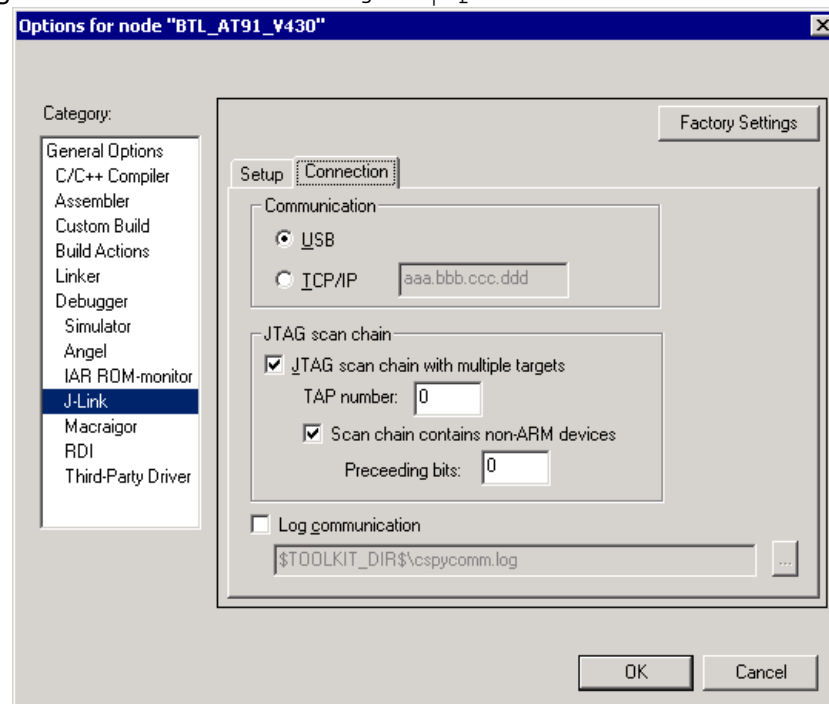 Options for node "BTL_AT91_V430"
Category:
Factory Settings
General Options
C/C++ Compiler
Assembler
Custom Build
Build Actions
Linker
Debugger
Simulator
Angel
IAR ROM-monitor
J-Link
Macraigor
RDI
Third-Party Driver
Setup Connection
Communication
USB
TCP/IP aaa.bbb.ccc.ddd
JTAG scan chain
JTAG scan chain with multiple targets
TAP number: 0
Scan chain contains non-ARM devices
Preceeding bits: 0
Log communication
$TOOLKIT_DIR$\cspycomm.log ...
OK Cancel